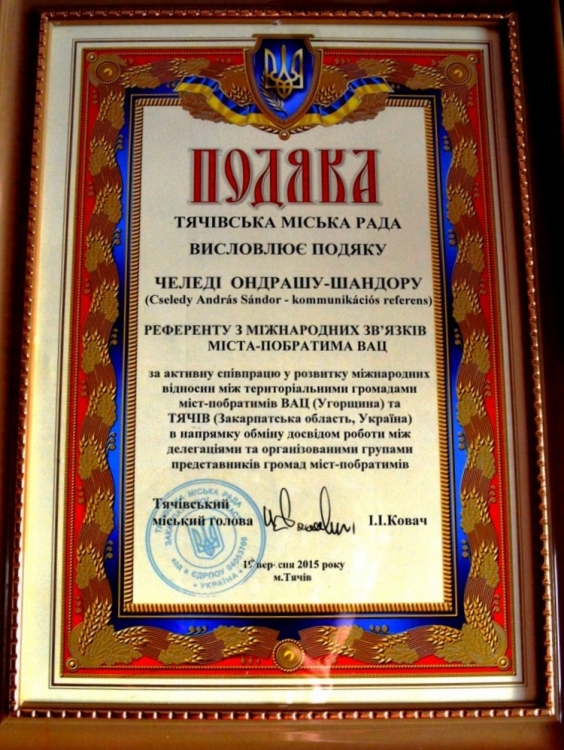 ПОДЯКА
ТЯЧІВСЬКА МІСЬКА РАДА
ВИСЛОВЛЮЄ ПОДЯКУ
ЧЕЛЕДІ ОНДРАШУ-ШАНДОРУ
(Cseledy András Sándor - kommunikációs referens)
РЕФЕРЕНТУ З МІЖНАРОДНИХ ЗВ’ЯЗКІВ
МІСТА-ПОБРАТИМА ВАЦ
за активну співпрацю у розвитку міжнародних
відносин між територіальними громадами
міст-побратимів ВАЦ (Угорщина) та
ТЯЧІВ (Закарпатська область, Україна)
в напрямку обміну досвідом роботи між
делегаціями та організованими групами
представників громад міст-побратимів
Тячівський
міський голова І.І.Ковач
вересня 2015 року
м.Тячів
МІСЬКА РАДА
УКРАЇНА